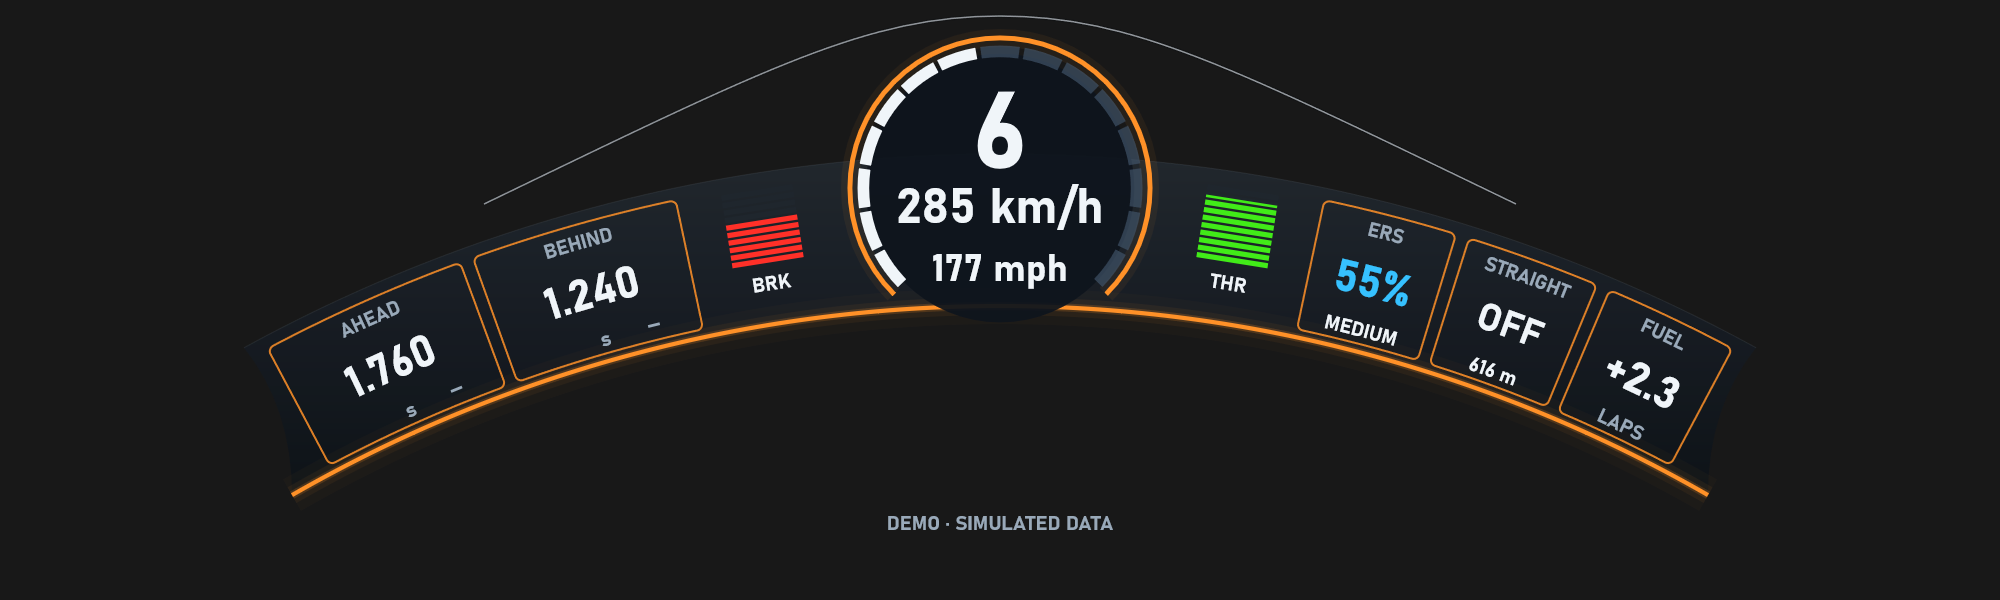 AHEAD
1.760
s –
BEHIND
1.240
s –
BRK
6
285 km/h
177 mph
THR
ERS
55%
MEDIUM
STRAIGHT
OFF
616 m
FUEL
+2.3
LAPS
DEMO · SIMULATED DATA